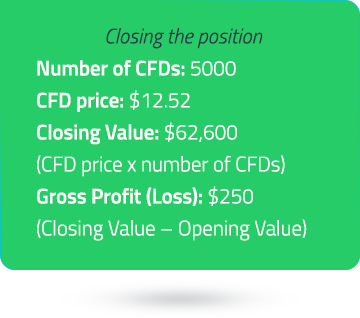 Closing the position
Number of CFDs: 5000
CFD price: $12.52
Closing Value: $62,600
(CFD price x number of CFDs)
Gross Profit (Loss): $250
(Closing Value – Opening Value)